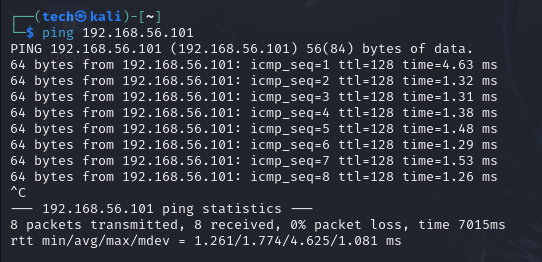 ┌──(tech㉿kali)-[~]
└─$ ping 192.168.56.101
PING 192.168.56.101 (192.168.56.101) 56(84) bytes of data.
64 bytes from 192.168.56.101: icmp_seq=1 ttl=128 time=4.63 ms
64 bytes from 192.168.56.101: icmp_seq=2 ttl=128 time=1.32 ms
64 bytes from 192.168.56.101: icmp_seq=3 ttl=128 time=1.31 ms
64 bytes from 192.168.56.101: icmp_seq=4 ttl=128 time=1.38 ms
64 bytes from 192.168.56.101: icmp_seq=5 ttl=128 time=1.48 ms
64 bytes from 192.168.56.101: icmp_seq=6 ttl=128 time=1.29 ms
64 bytes from 192.168.56.101: icmp_seq=7 ttl=128 time=1.53 ms
64 bytes from 192.168.56.101: icmp_seq=8 ttl=128 time=1.26 ms
^C
--- 192.168.56.101 ping statistics ---
8 packets transmitted, 8 received, 0% packet loss, time 7015ms
rtt min/avg/max/mdev = 1.261/1.774/4.625/1.081 ms